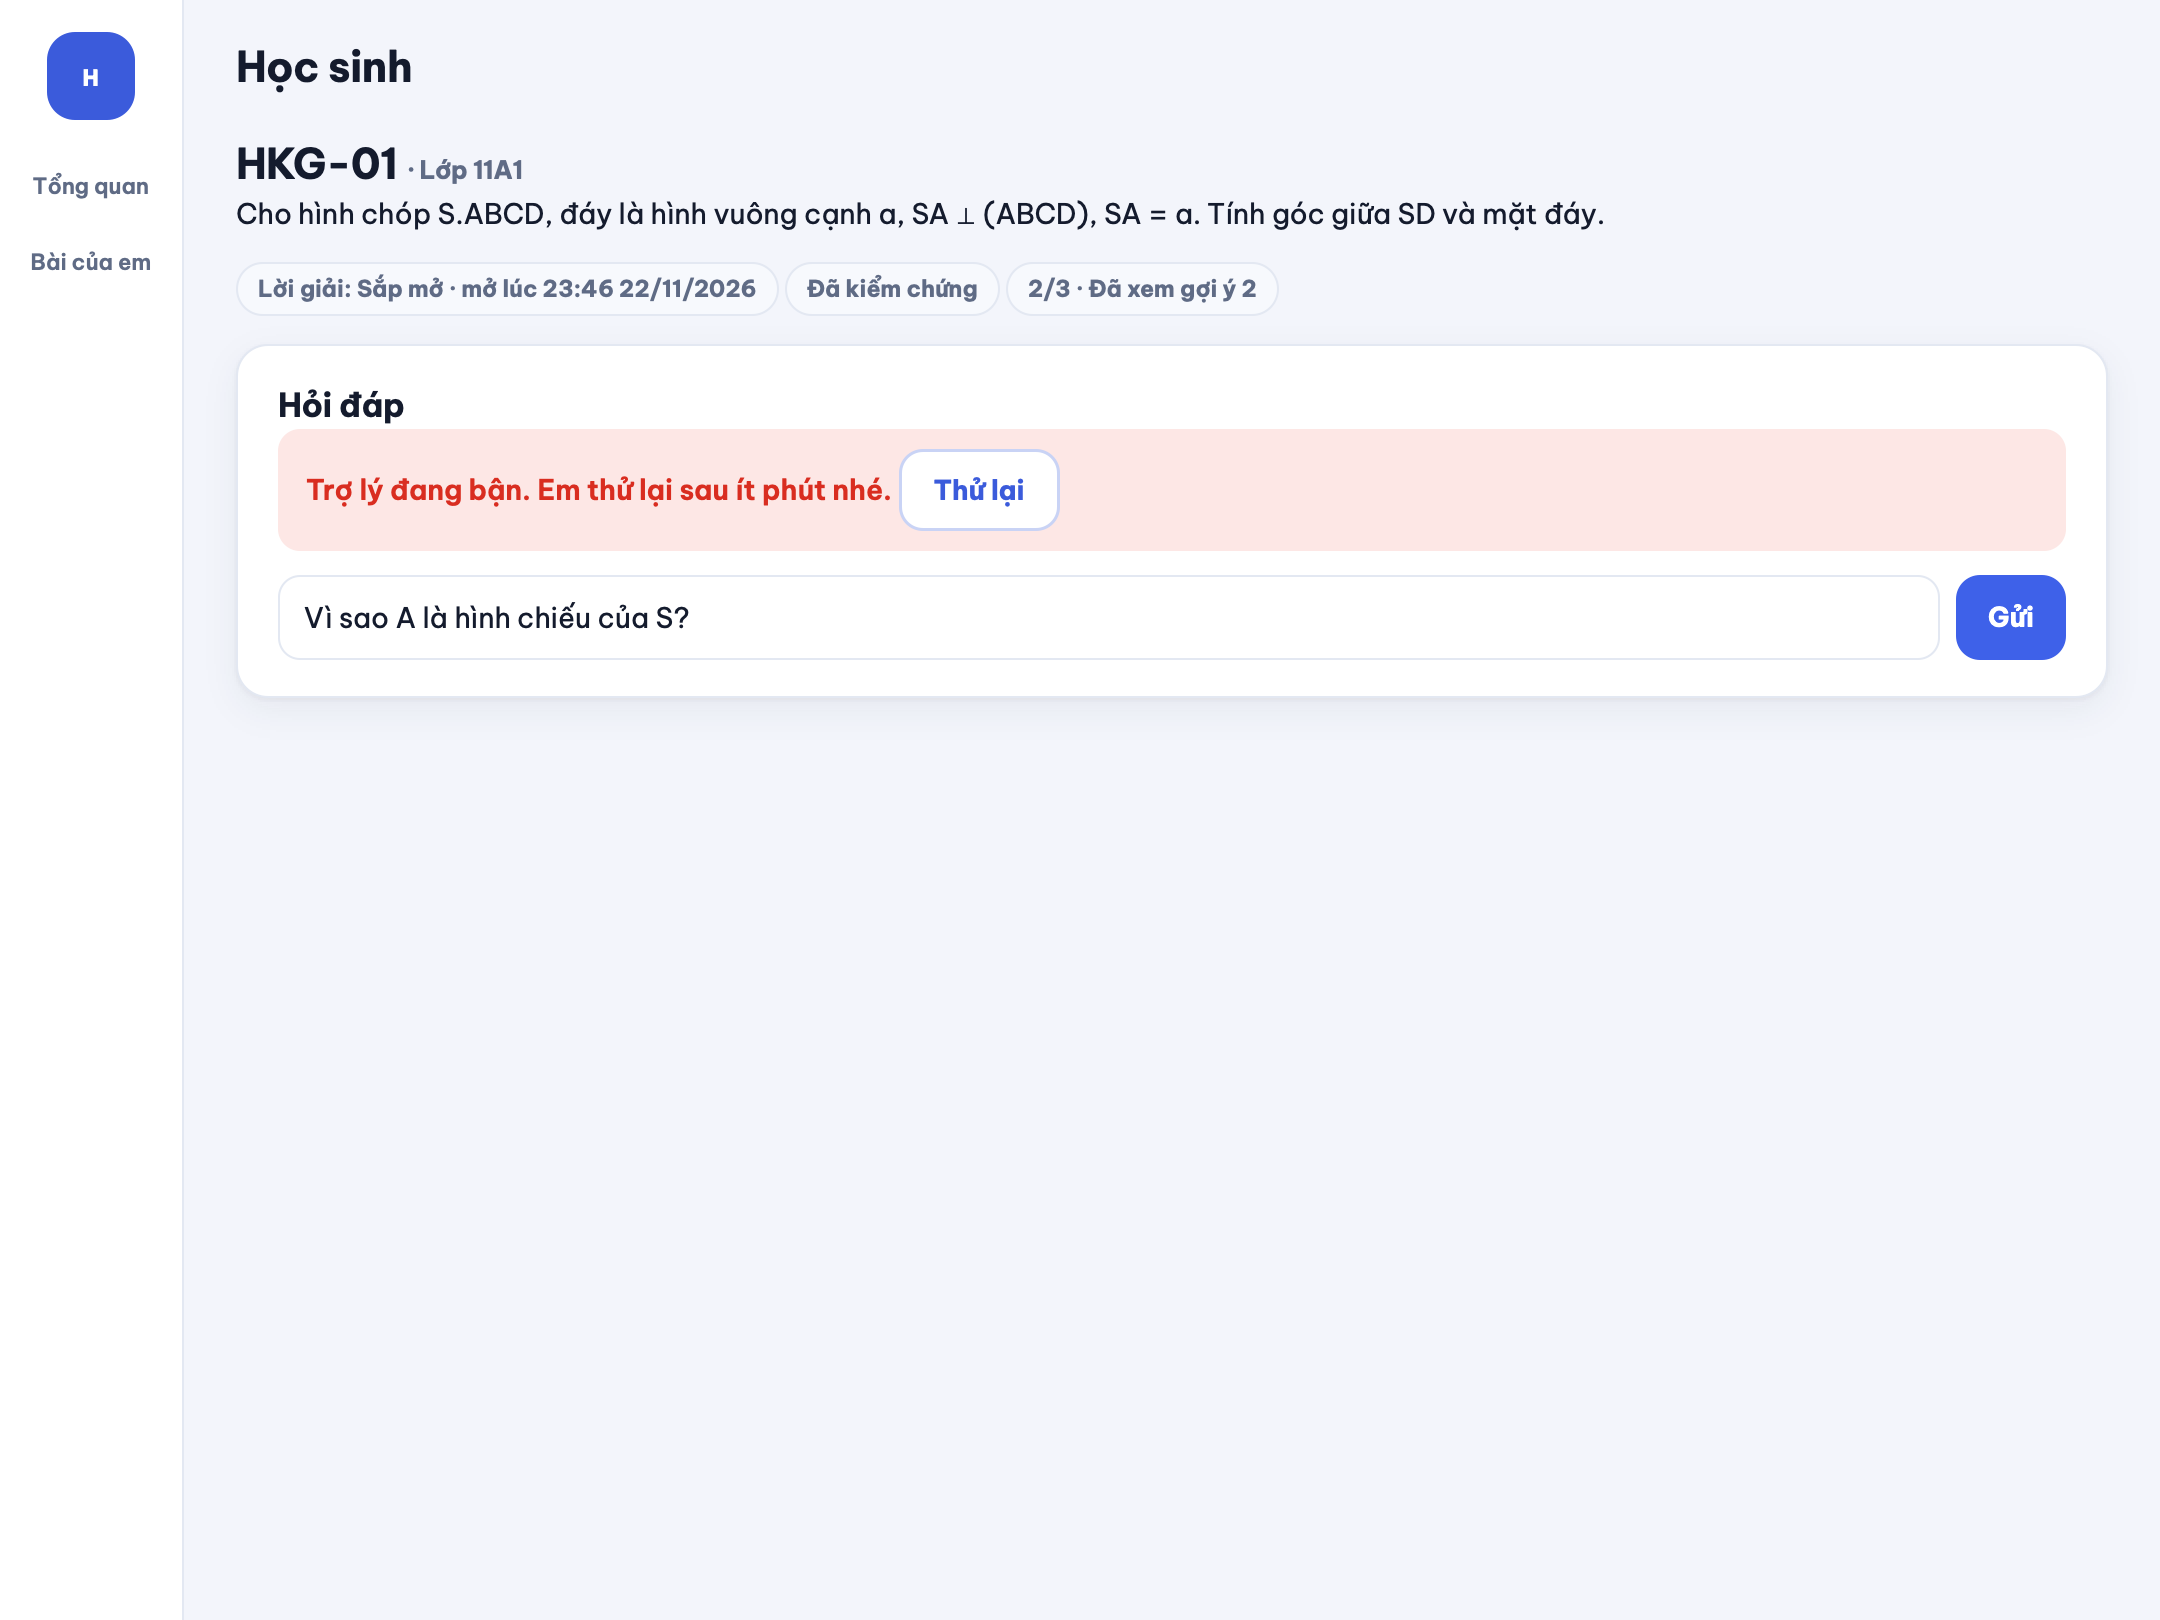 H
Tổng quan
Bài của em
Học sinh
HKG-01 · Lớp 11A1
Cho hình chóp S.ABCD, đáy là hình vuông cạnh a, SA ⊥ (ABCD), SA = a. Tính góc giữa SD và mặt đáy.
Lời giải: Sắp mở · mở lúc 23:46 22/11/2026 Đã kiểm chứng 2/3 · Đã xem gợi ý 2
Hỏi đáp
Trợ lý đang bận. Em thử lại sau ít phút nhé. Thử lại
Vì sao A là hình chiếu của S? Gửi